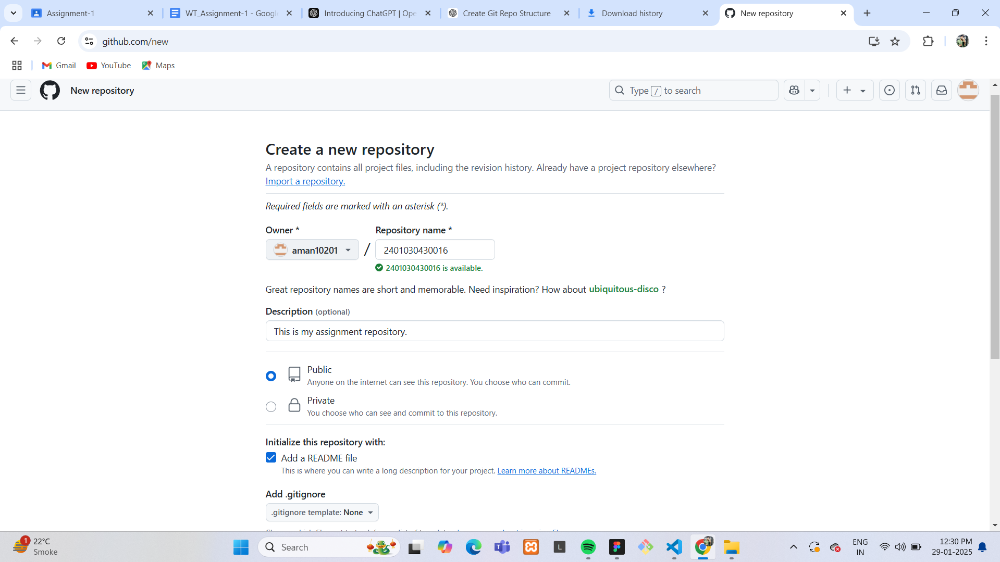 Assignment-1
WT_Assignment-1 - Googl
Introducing ChatGPT | Ope
Create Git Repo Structure
Download history
New repository
github.com/new
Gmail
YouTube
Maps
New repository
Type / to search
Create a new repository
A repository contains all project files, including the revision history. Already have a project repository elsewhere?
Import a repository.
Required fields are marked with an asterisk (*).
Owner *
Repository name *
aman10201
/
2401030430016
2401030430016 is available.
Great repository names are short and memorable. Need inspiration? How about ubiquitous-disco ?
Description (optional)
This is my assignment repository.
Public
Anyone on the internet can see this repository. You choose who can commit.
Private
You choose who can see and commit to this repository.
Initialize this repository with:
Add a README file
This is where you can write a long description for your project. Learn more about READMEs.
Add .gitignore
.gitignore template: None
1
22°C
Smoke
Search
L
ENG
IN
12:30 PM
29-01-2025